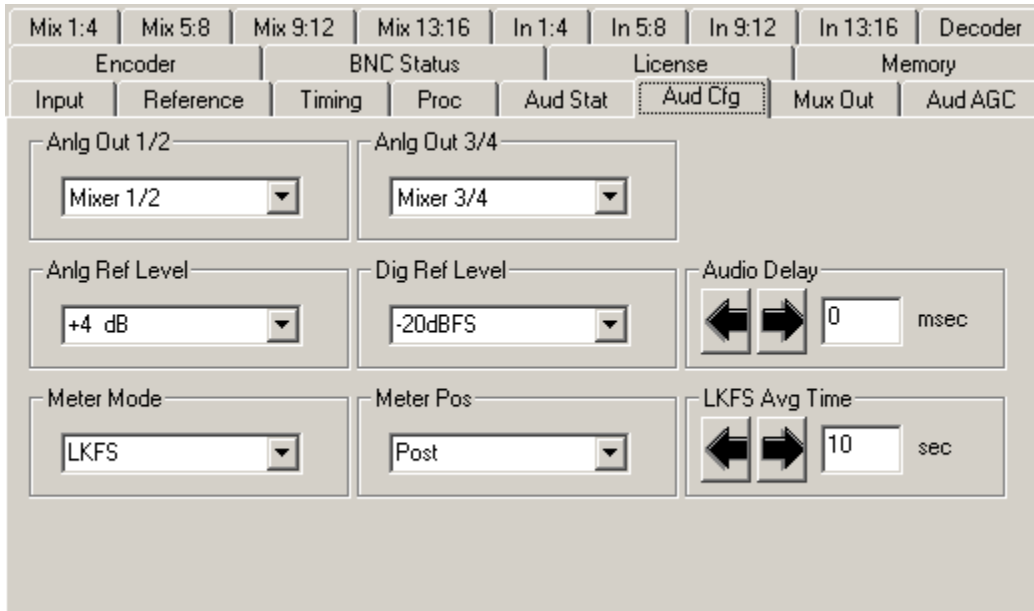 Mix 1:4 Mix 5:8 Mix 9:12 Mix 13:16 In 1:4 In 5:8 In 9:12 In 13:16 Decoder
Encoder BNC Status License Memory
Input Reference Timing Proc Aud Stat Aud Cfg Mux Out Aud AGC
Anlg Out 1/2 Anlg Out 3/4
Mixer 1/2 Mixer 3/4
Anlg Ref Level Dig Ref Level Audio Delay
+4 dB -20dBFS 0 msec
Meter Mode Meter Pos LKFS Avg Time
LKFS Post 10 sec